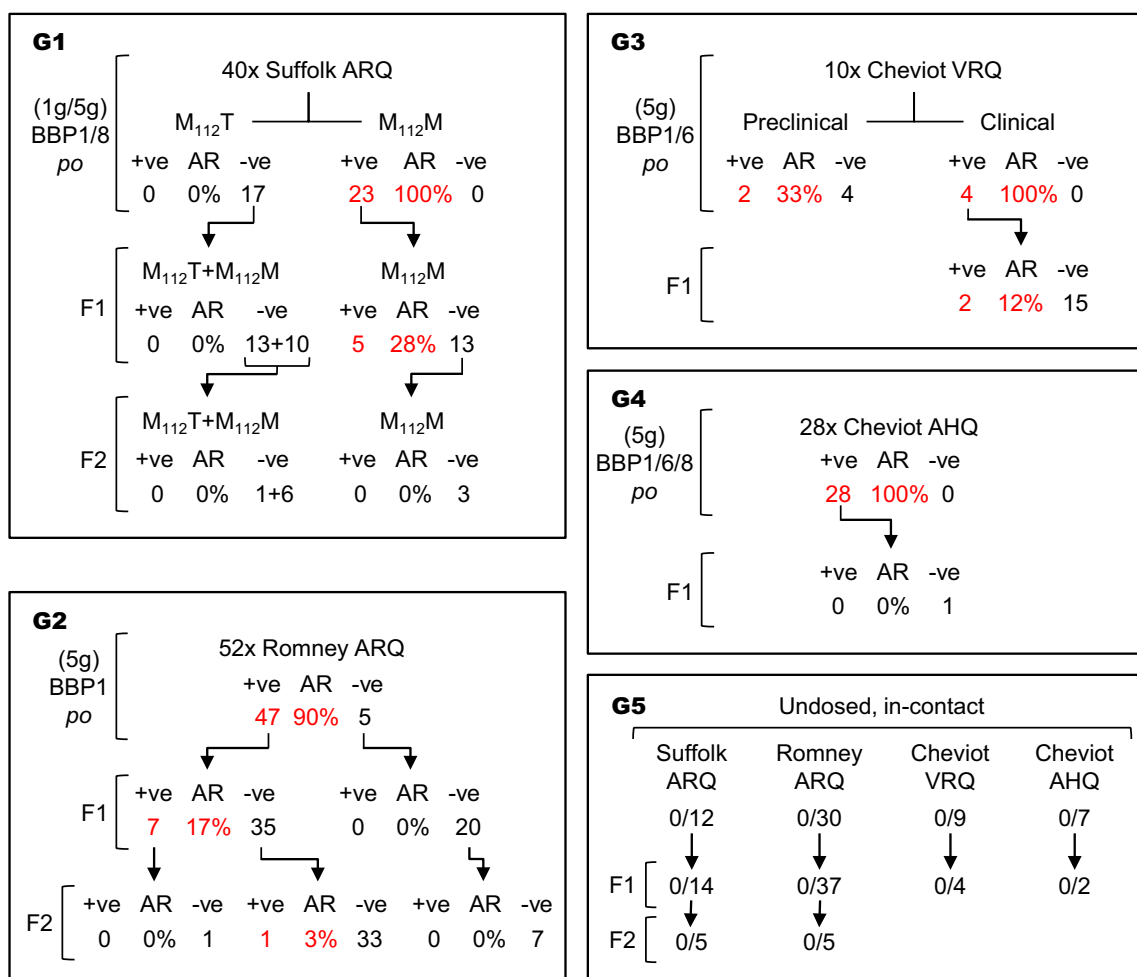 G1
40x Suffolk ARQ
(1g/5g)
BBP1/8
po
M112T M112M
+ve AR -ve +ve AR -ve
0 0% 17 23 100% 0
F1
M112T+M112M M112M
+ve AR -ve +ve AR -ve
0 0% 13+10 5 28% 13
F2
M112T+M112M M112M
+ve AR -ve +ve AR -ve
0 0% 1+6 0 0% 3
G2
52x Romney ARQ
(5g)
BBP1
po
+ve AR -ve
47 90% 5
F1
+ve AR -ve +ve AR -ve
7 17% 35 0 0% 20
F2
+ve AR -ve +ve AR -ve +ve AR -ve
0 0% 1 1 3% 33 0 0% 7
G3
10x Cheviot VRQ
(5g)
BBP1/6
po
Preclinical Clinical
+ve AR -ve +ve AR -ve
2 33% 4 4 100% 0
F1
+ve AR -ve
2 12% 15
G4
28x Cheviot AHQ
(5g)
BBP1/6/8
po
+ve AR -ve
28 100% 0
F1
+ve AR -ve
0 0% 1
G5
Undosed, in-contact
Suffolk Romney Cheviot Cheviot
ARQ ARQ VRQ AHQ
0/12 0/30 0/9 0/7
F1 0/14 0/37 0/4 0/2
F2 0/5 0/5